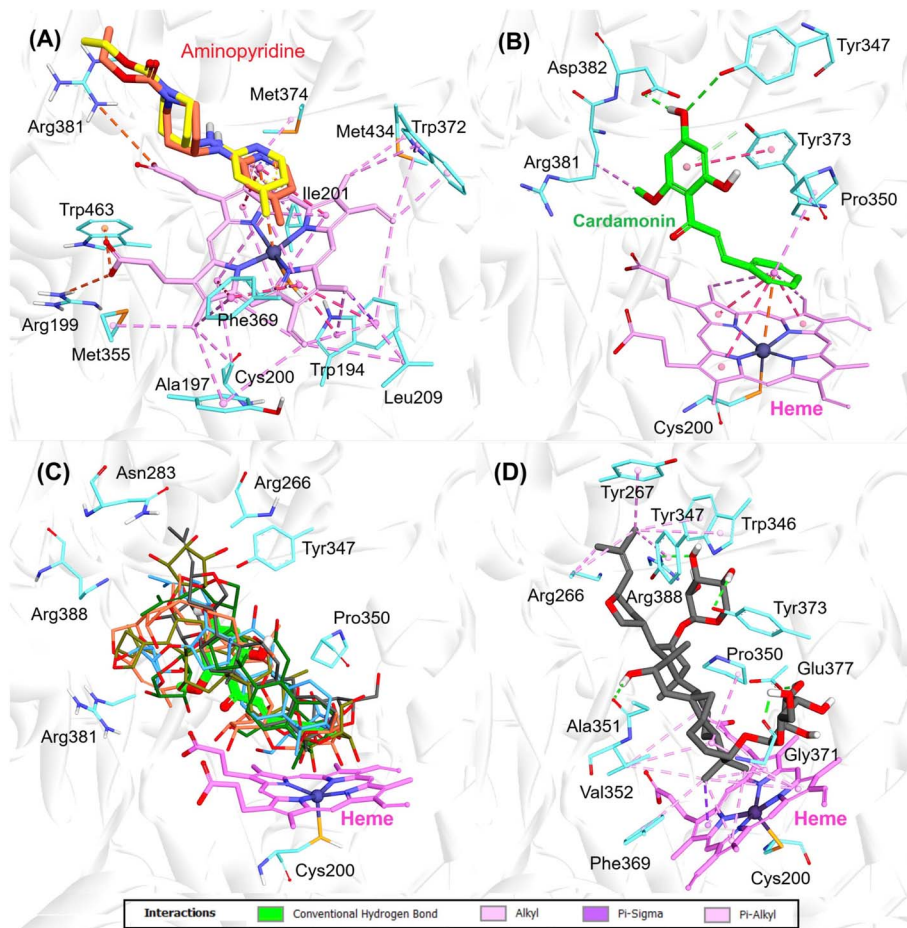 (A)
Aminopyridine
Arg381
Met374
Met434
Trp372
Ile201
Trp463
Arg199
Met355
Phe369
Ala197
Cys200
Trp194
Leu209
(B)
Asp382
Tyr347
Tyr373
Arg381
Cardamonin
Pro350
Heme
Cys200
(C)
Asn283
Arg266
Tyr347
Arg388
Pro350
Arg381
Heme
Cys200
(D)
Tyr267
Tyr347
Trp346
Arg266
Arg388
Tyr373
Pro350
Glu377
Ala351
Gly371
Val352
Heme
Phe369
Cys200
Interactions Conventional Hydrogen Bond Alkyl Pi-Sigma Pi-Alkyl